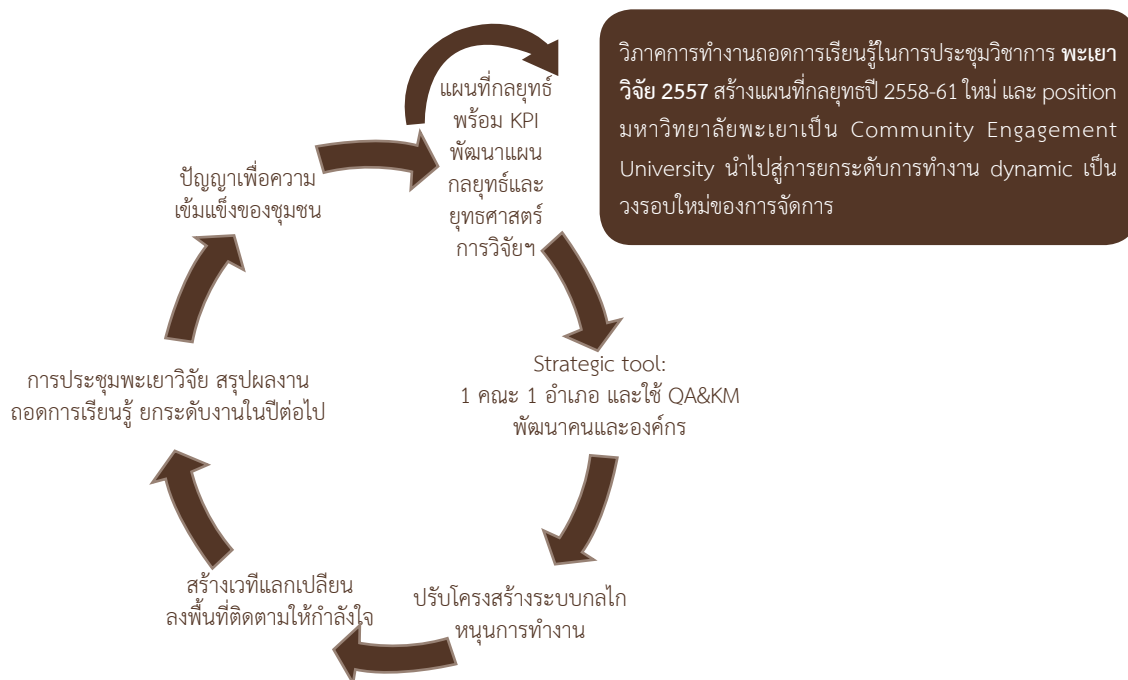 แผนที่กลยุทธ์
พร้อม KPI
พัฒนาแผน
กลยุทธ์และ
ยุทธศาสตร์
การวิจัยฯ
วิภาคการทำงานถอดการเรียนรู้ในการประชุมวิชาการ พะเยา
วิจัย 2557 สร้างแผนที่กลยุทธปี 2558-61 ใหม่ และ position
มหาวิทยาลัยพะเยาเป็น Community Engagement
University นำไปสู่การยกระดับการทำงาน dynamic เป็น
วงรอบใหม่ของการจัดการ
Strategic tool:
1 คณะ 1 อำเภอ และใช้ QA&KM
พัฒนาคนและองค์กร
ปรับโครงสร้างระบบกลไก
หนุนการทำงาน
สร้างเวทีแลกเปลียน
ลงพื้นที่ติดตามให้กำลังใจ
การประชุมพะเยาวิจัย สรุปผลงาน
ถอดการเรียนรู้ ยกระดับงานในปีต่อไป
ปัญญาเพื่อความ
เข้มแข็งของชุมชน